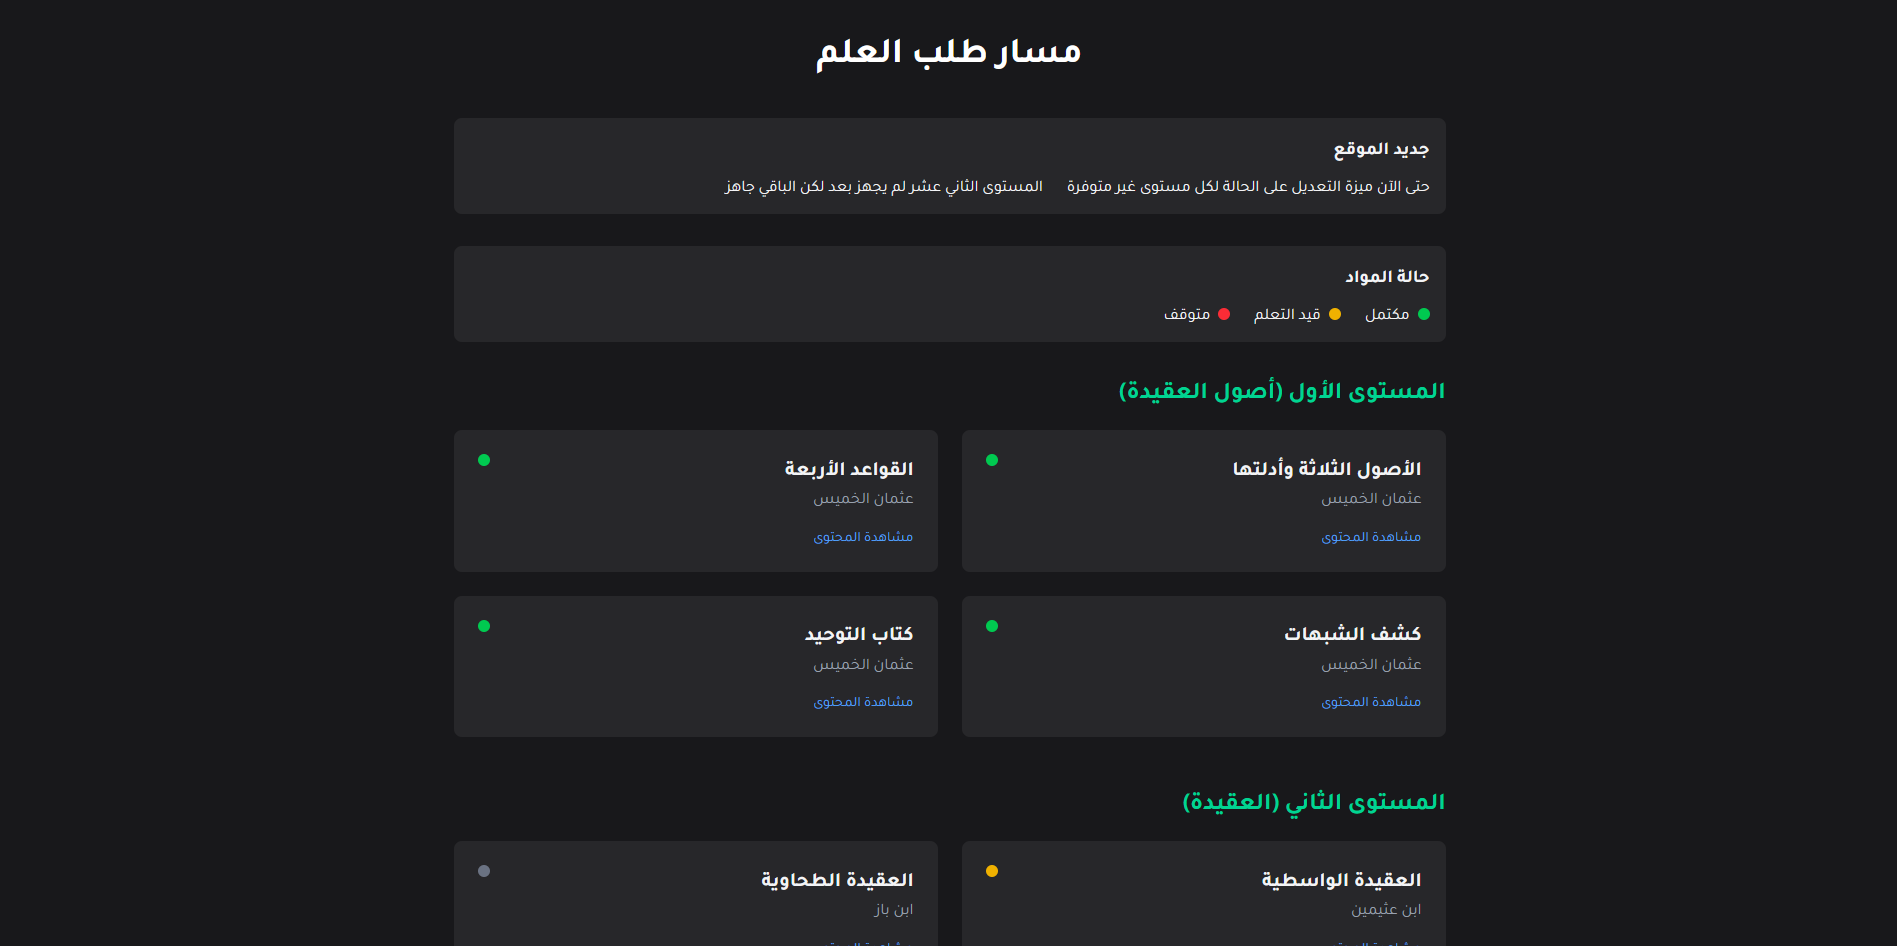 مسار طلب العلم
جديد الموقع
حتى الآن ميزة التعديل على الحالة لكل مستوى غير متوفرة المستوى الثاني عشر لم يجهز بعد لكن الباقي جاهز
حالة المواد
مكتمل قيد التعلم متوقف
المستوى الأول (أصول العقيدة)
الأصول الثلاثة وأدلتها
عثمان الخميس
مشاهدة المحتوى
القواعد الأربعة
عثمان الخميس
مشاهدة المحتوى
كشف الشبهات
عثمان الخميس
مشاهدة المحتوى
كتاب التوحيد
عثمان الخميس
مشاهدة المحتوى
المستوى الثاني (العقيدة)
العقيدة الواسطية
ابن عثيمين
العقيدة الطحاوية
ابن باز